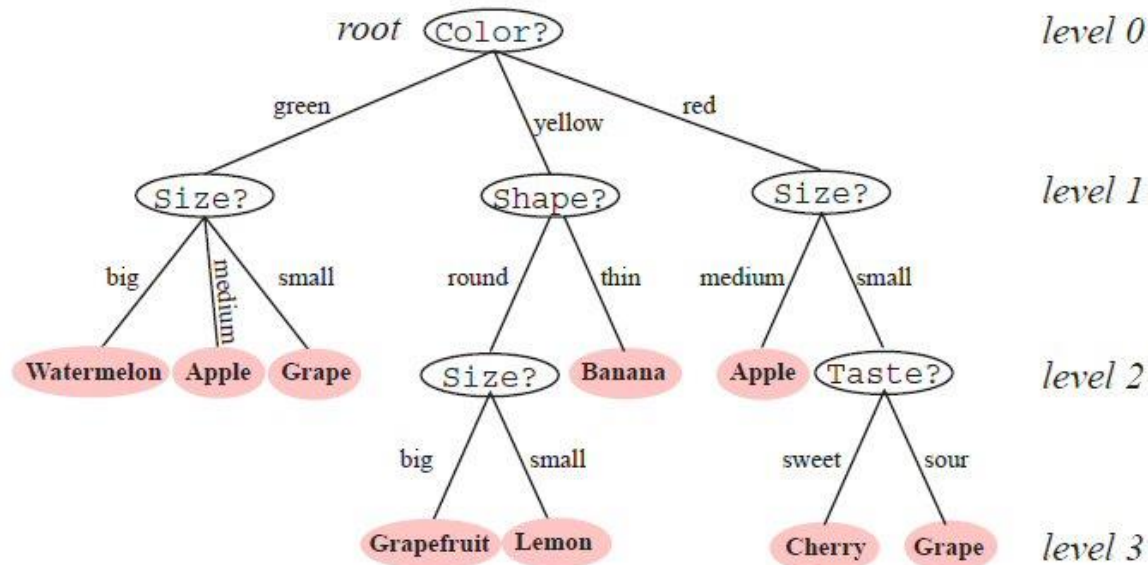 root Color? level 0
green yellow red
Size? Shape? Size? level 1
big medium small round thin medium small
Watermelon Apple Grape Size? Banana Apple Taste? level 2
big small sweet sour
Grapefruit Lemon Cherry Grape level 3